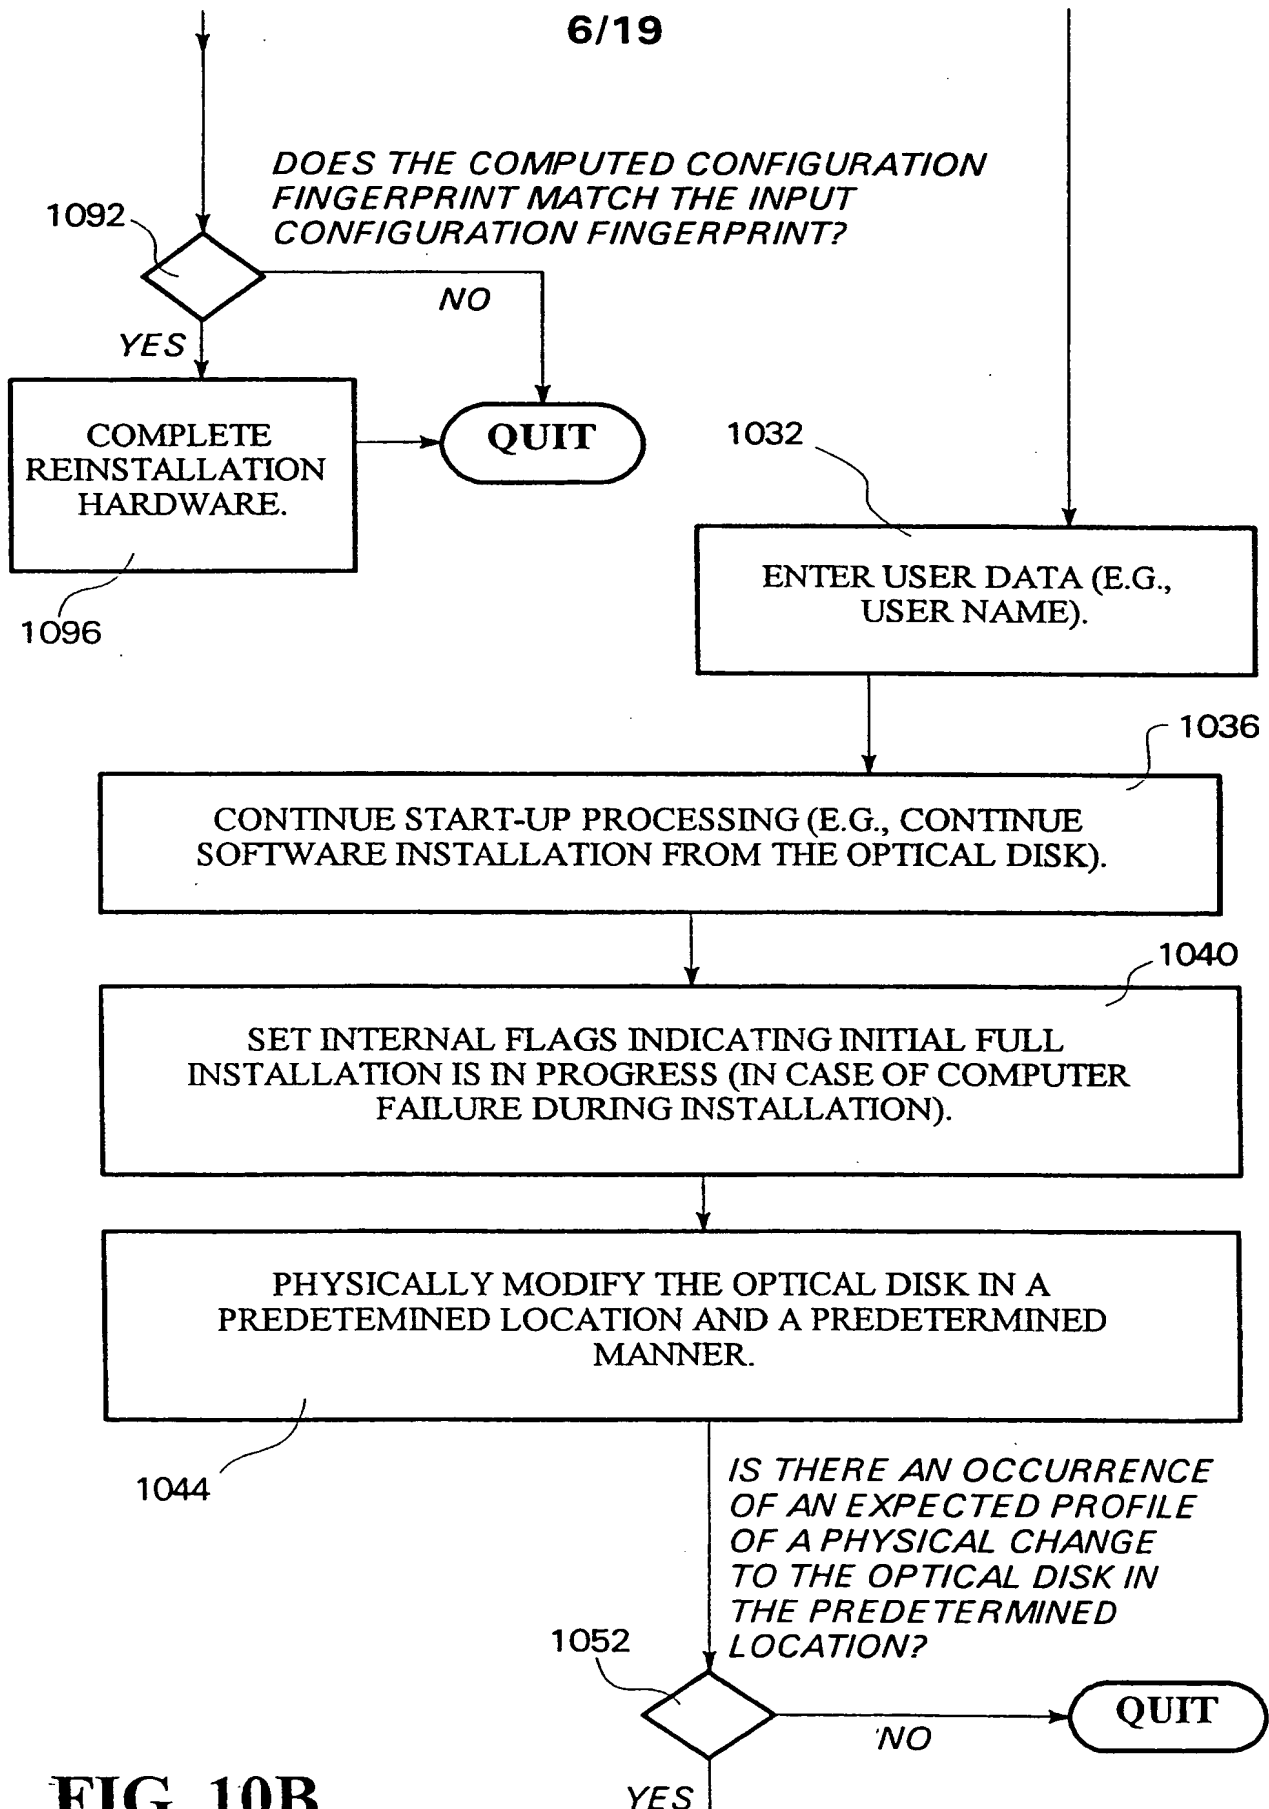 6/19
DOES THE COMPUTED CONFIGURATION
FINGERPRINT MATCH THE INPUT
CONFIGURATION FINGERPRINT?
1092
NO
YES
COMPLETE
REINSTALLATION
HARDWARE.
QUIT
1096
1032
ENTER USER DATA (E.G.,
USER NAME).
1036
CONTINUE START-UP PROCESSING (E.G., CONTINUE
SOFTWARE INSTALLATION FROM THE OPTICAL DISK).
1040
SET INTERNAL FLAGS INDICATING INITIAL FULL
INSTALLATION IS IN PROGRESS (IN CASE OF COMPUTER
FAILURE DURING INSTALLATION).
PHYSICALLY MODIFY THE OPTICAL DISK IN A
PREDETEMINED LOCATION AND A PREDETERMINED
MANNER.
1044
IS THERE AN OCCURRENCE
OF AN EXPECTED PROFILE
OF A PHYSICAL CHANGE
TO THE OPTICAL DISK IN
THE PREDETERMINED
LOCATION?
1052
NO
QUIT
YES
FIG. 10B